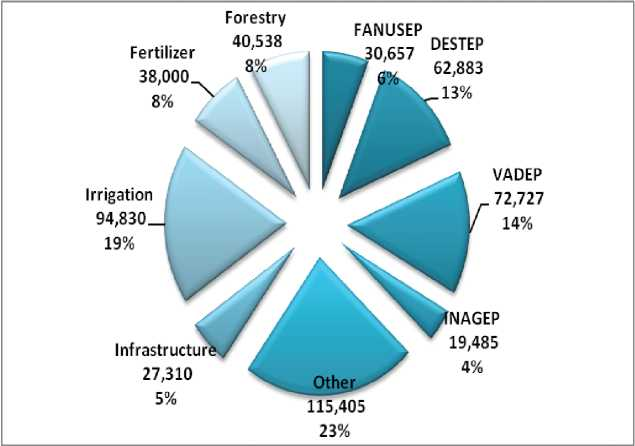 Forestry
40,538
8%
FANUSEP
30,657
6%
DESTEP
62,883
13%
VADEP
72,727
14%
INAGEP
19,485
4%
Other
115,405
23%
Infrastructure
27,310
5%
Irrigation
94,830
19%
Fertilizer
38,000
8%